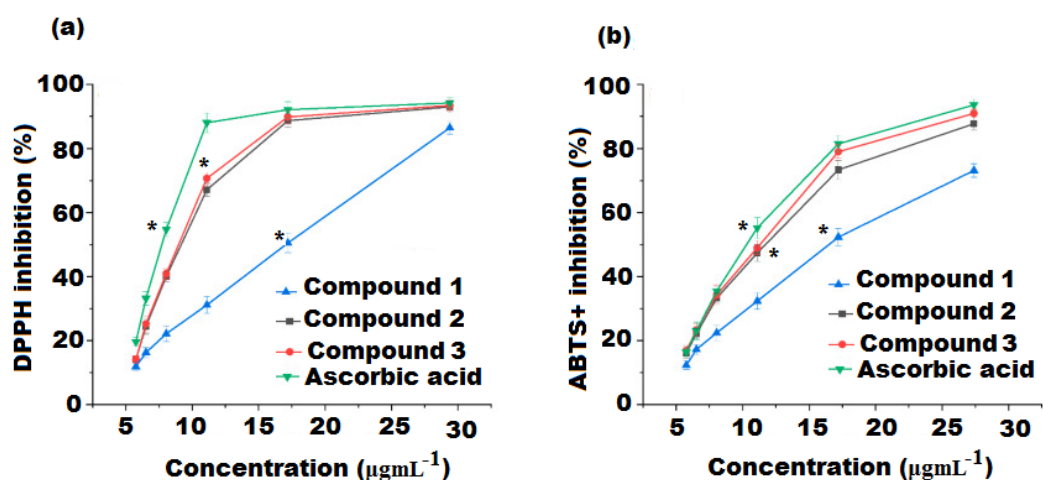 (a)
100
80
60
40
20
0
DPPH inhibition (%)
*
*
*
Compound 1
Compound 2
Compound 3
Ascorbic acid
5 10 15 20 25 30
Concentration (µgmL⁻¹)
(b)
100
80
60
40
20
0
ABTS+ inhibition (%)
*
*
*
Compound 1
Compound 2
Compound 3
Ascorbic acid
5 10 15 20 25 30
Concentration (µgmL⁻¹)